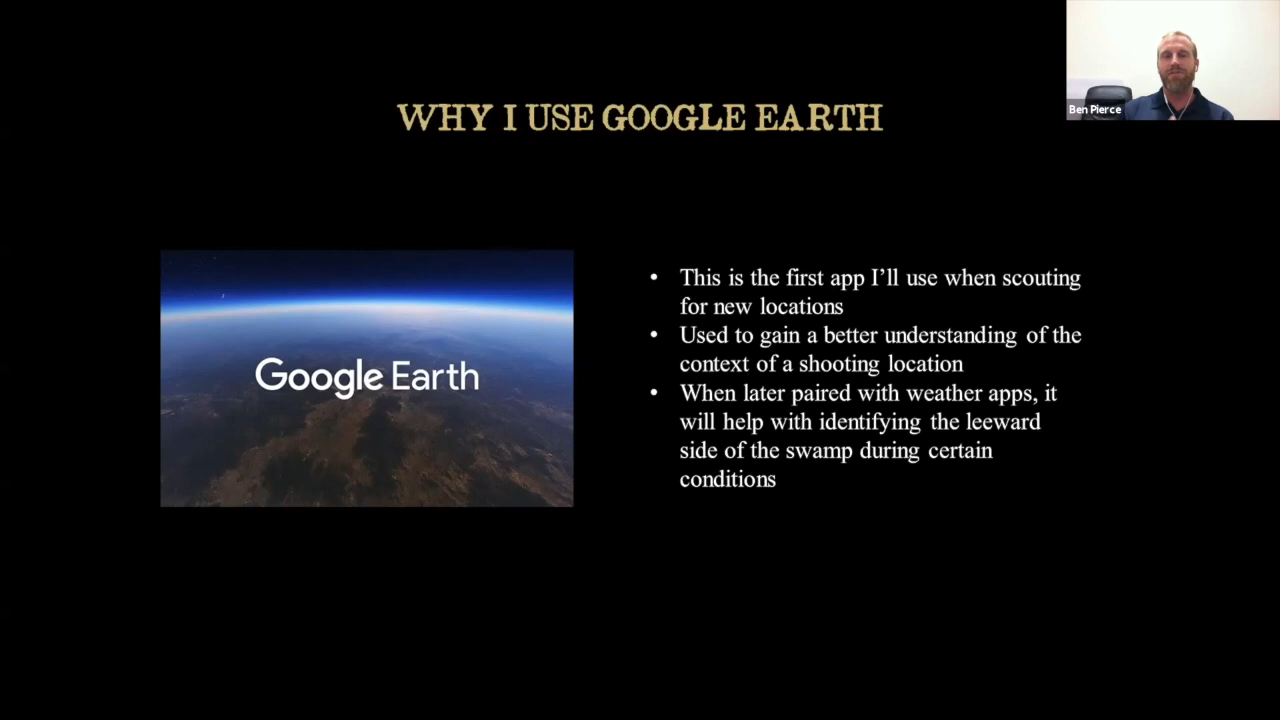 WHY I USE GOOGLE EARTH
Ben Pierce
Google Earth
• This is the first app I’ll use when scouting
for new locations
• Used to gain a better understanding of the
context of a shooting location
• When later paired with weather apps, it
will help with identifying the leeward
side of the swamp during certain
conditions